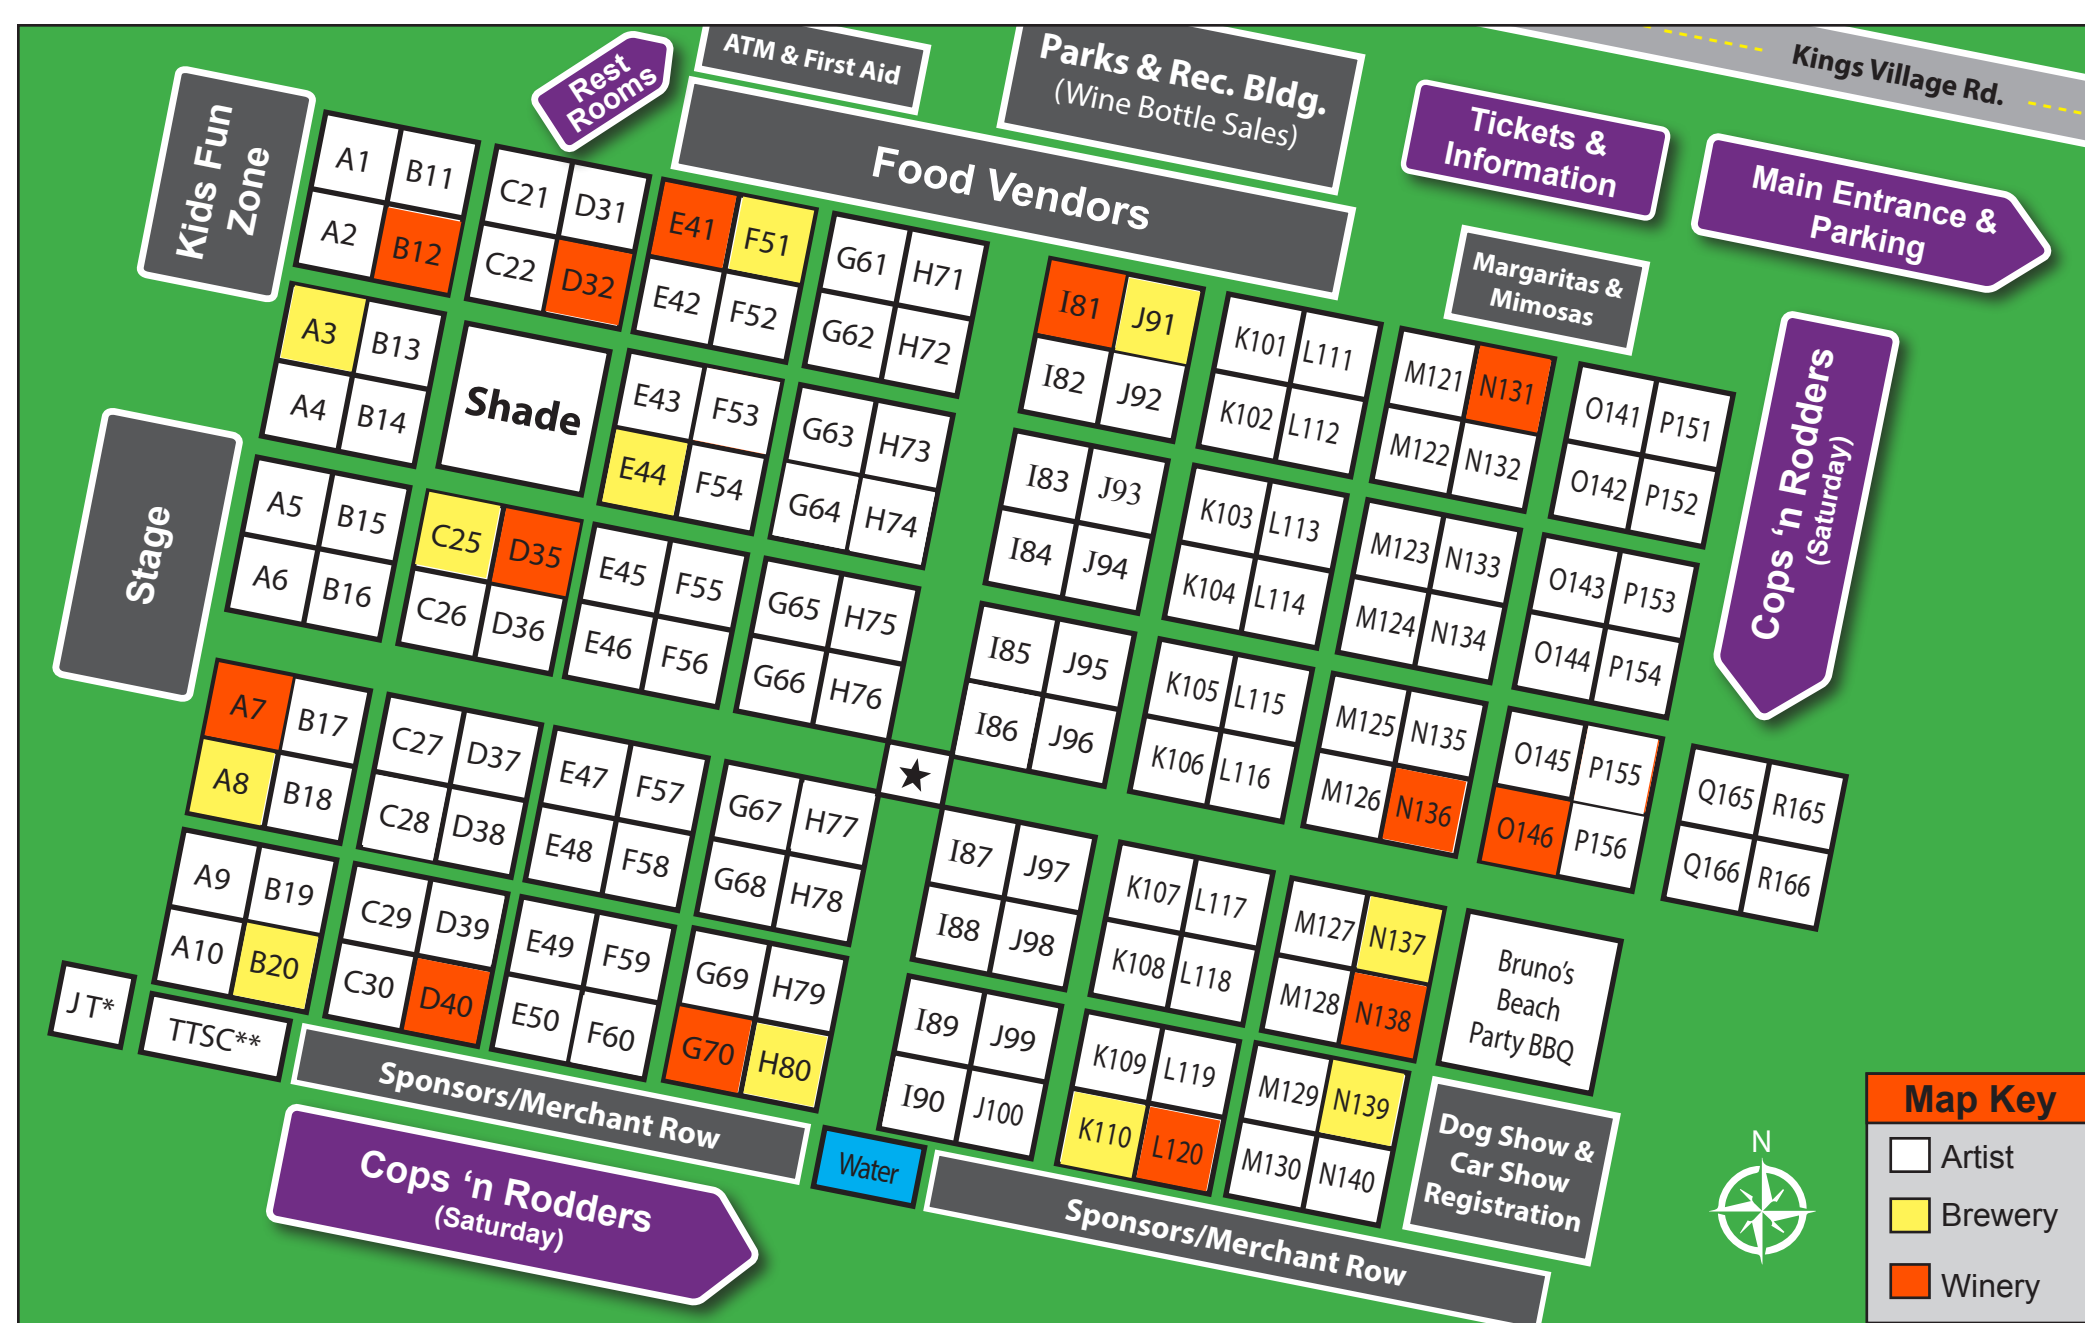 Kids Fun
Zone
Rest
Rooms
ATM & First Aid
Parks & Rec. Bldg.
(Wine Bottle Sales)
Kings Village Rd.
Tickets &
Information
Main Entrance &
Parking
Food Vendors
Margaritas &
Mimosas
Cops ‘n Rodders
(Saturday)
Stage
A1 B11
A2 B12
C21 D31
C22 D32
E41 F51
E42 F52
G61 H71
G62 H72
I81 J91
I82 J92
K101 L111
K102 L112
M121 N131
M122 N132
O141 P151
O142 P152
A3 B13
A4 B14
Shade
E43 F53
E44 F54
G63 H73
G64 H74
I83 J93
I84 J94
K103 L113
K104 L114
M123 N133
M124 N134
O143 P153
O144 P154
A5 B15
A6 B16
C25 D35
C26 D36
E45 F55
E46 F56
G65 H75
G66 H76
I85 J95
I86 J96
K105 L115
K106 L116
M125 N135
M126 N136
O145 P155
O146 P156
Q165 R165
Q166 R166
A7 B17
A8 B18
C27 D37
C28 D38
E47 F57
E48 F58
G67 H77
G68 H78
I87 J97
I88 J98
K107 L117
K108 L118
M127 N137
M128 N138
Bruno’s
Beach
Party BBQ
A9 B19
A10 B20
C29 D39
C30 D40
E49 F59
E50 F60
G69 H79
G70 H80
I89 J99
I90 J100
K109 L119
K110 L120
M129 N139
M130 N140
Dog Show &
Car Show
Registration
J T*
TTSC**
Sponsors/Merchant Row
Water
Sponsors/Merchant Row
Cops ‘n Rodders
(Saturday)
N
Map Key
Artist
Brewery
Winery